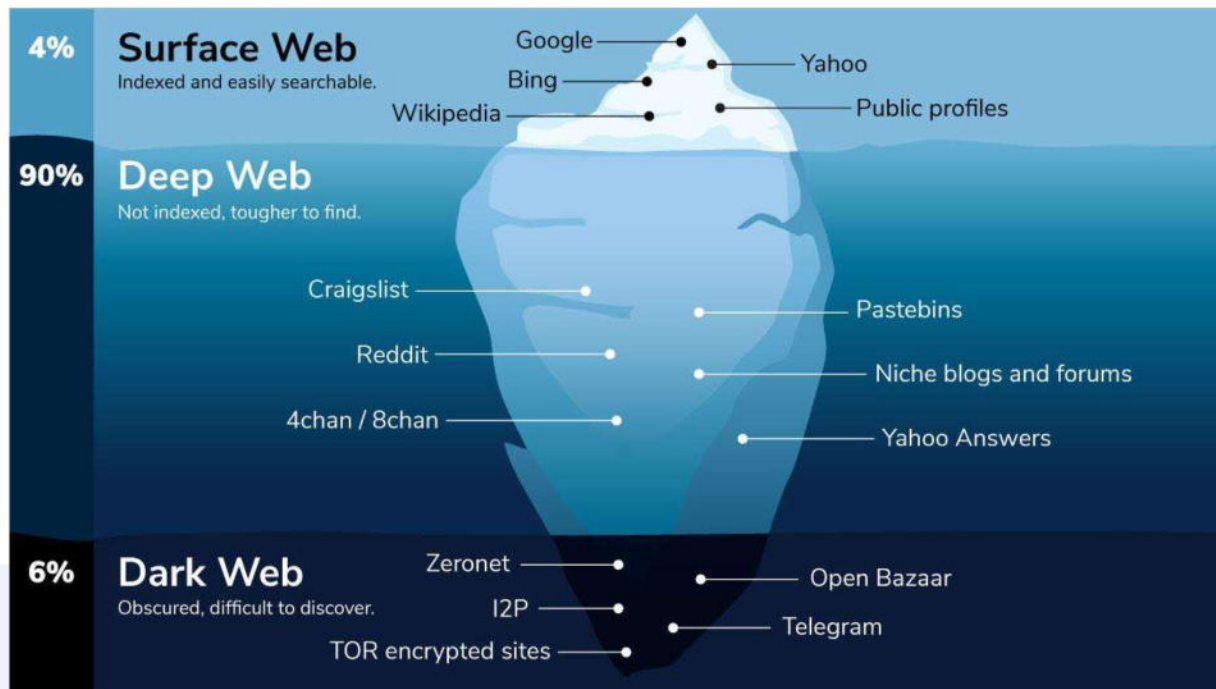 4%
Surface Web
Indexed and easily searchable.
Google
Yahoo
Bing
Wikipedia
Public profiles
90%
Deep Web
Not indexed, tougher to find.
Craigslist
Pastebins
Reddit
Niche blogs and forums
4chan / 8chan
Yahoo Answers
6%
Dark Web
Obscured, difficult to discover.
Zeronet
Open Bazaar
I2P
Telegram
TOR encrypted sites